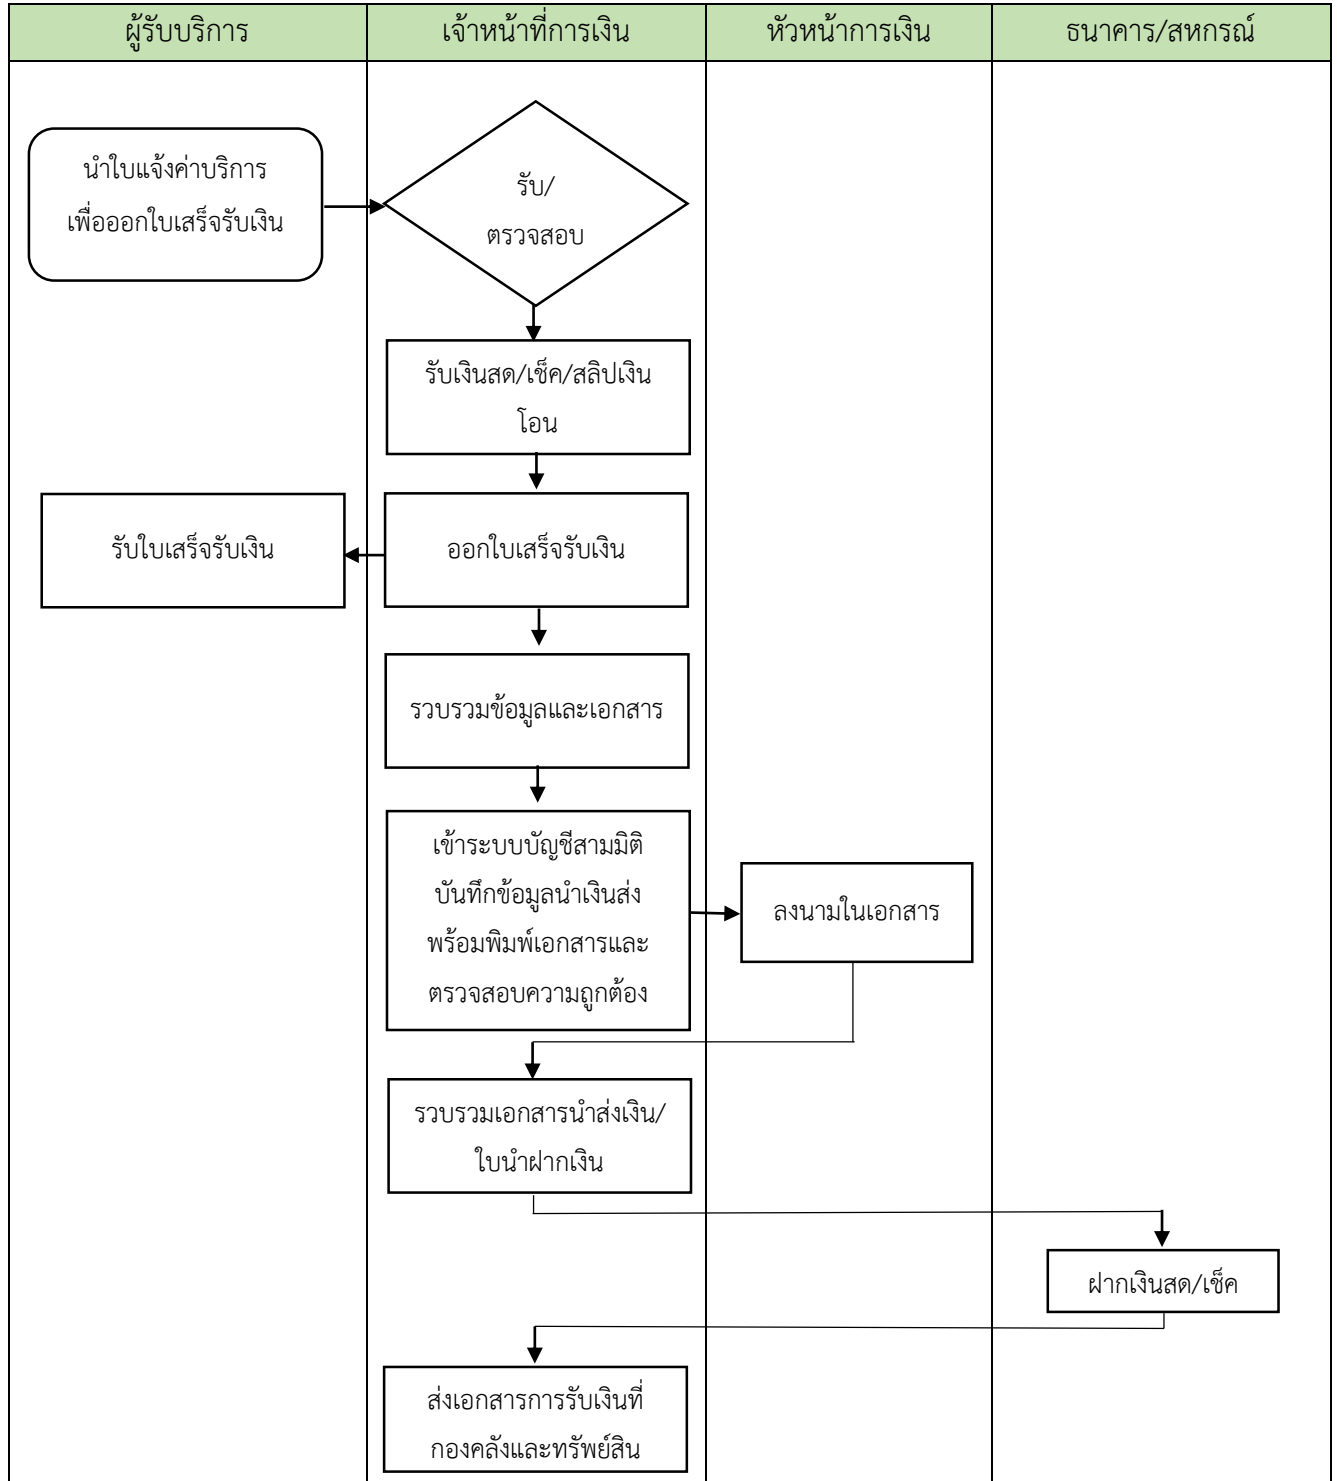 ผู้รับบริการ
เจ้าหน้าที่การเงิน
หัวหน้าการเงิน
ธนาคาร/สหกรณ์
นำใบแจ้งค่าบริการ
เพื่อออกใบเสร็จรับเงิน
รับ/
ตรวจสอบ
รับเงินสด/เช็ค/สลิปเงิน
โอน
รับใบเสร็จรับเงิน
ออกใบเสร็จรับเงิน
รวบรวมข้อมูลและเอกสาร
เข้าระบบบัญชีสามมิติ
บันทึกข้อมูลนำเงินส่ง
พร้อมพิมพ์เอกสารและ
ตรวจสอบความถูกต้อง
ลงนามในเอกสาร
รวบรวมเอกสารนำส่งเงิน/
ใบนำฝากเงิน
ฝากเงินสด/เช็ค
ส่งเอกสารการรับเงินที่
กองคลังและทรัพย์สิน